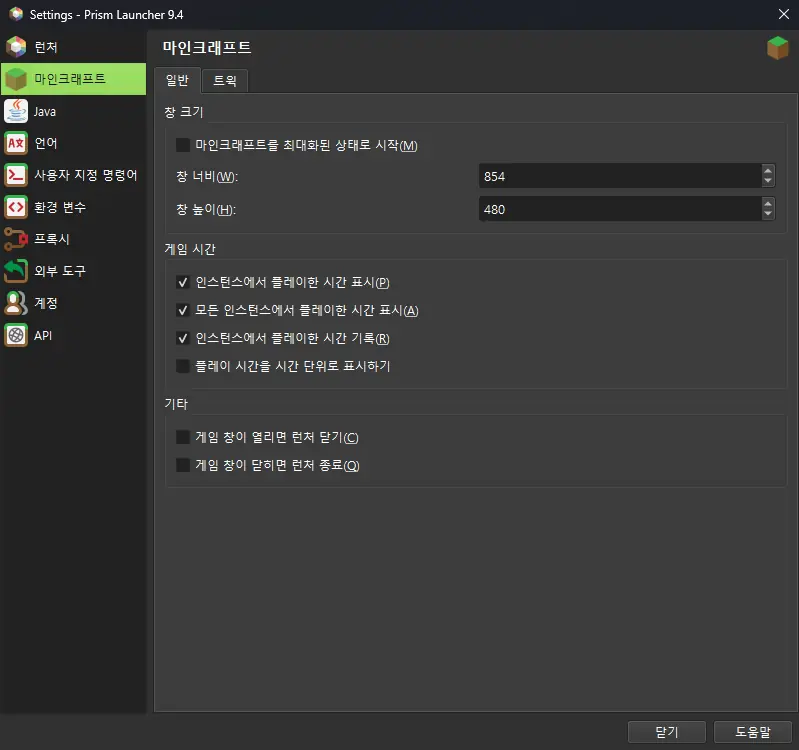 Settings - Prism Launcher 9.4
런처
마인크래프트
Java
언어
사용자 지정 명령어
환경 변수
프록시
외부 도구
계정
API
마인크래프트
일반
트윅
창 크기
마인크래프트를 최대화된 상태로 시작(M)
창 너비(W):
854
창 높이(H):
480
게임 시간
인스턴스에서 플레이한 시간 표시(P)
모든 인스턴스에서 플레이한 시간 표시(A)
인스턴스에서 플레이한 시간 기록(R)
플레이 시간을 시간 단위로 표시하기
기타
게임 창이 열리면 런처 닫기(C)
게임 창이 닫히면 런처 종료(Q)
닫기
도움말